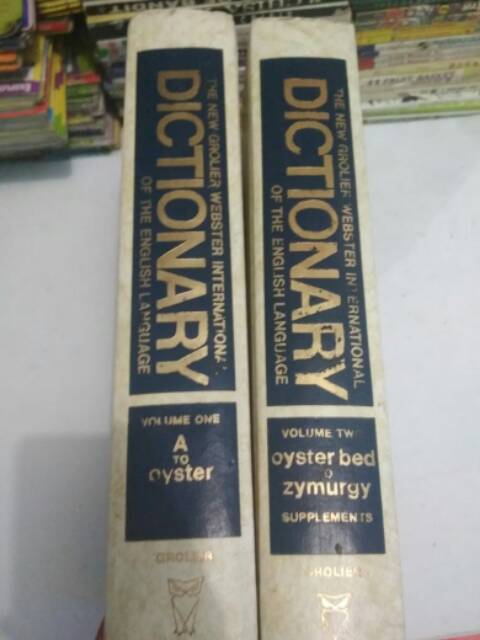 THE NEW GROLIER WEBSTER INTERNATIONAL
DICTIONARY
OF THE ENGLISH LANGUAGE
VOLUME ONE
A
TO
oyster
GROLIER
THE NEW GROLIER WEBSTER INTERNATIONAL
DICTIONARY
OF THE ENGLISH LANGUAGE
VOLUME TWO
oyster bed
TO
zymurgy
SUPPLEMENTS
GROLIER